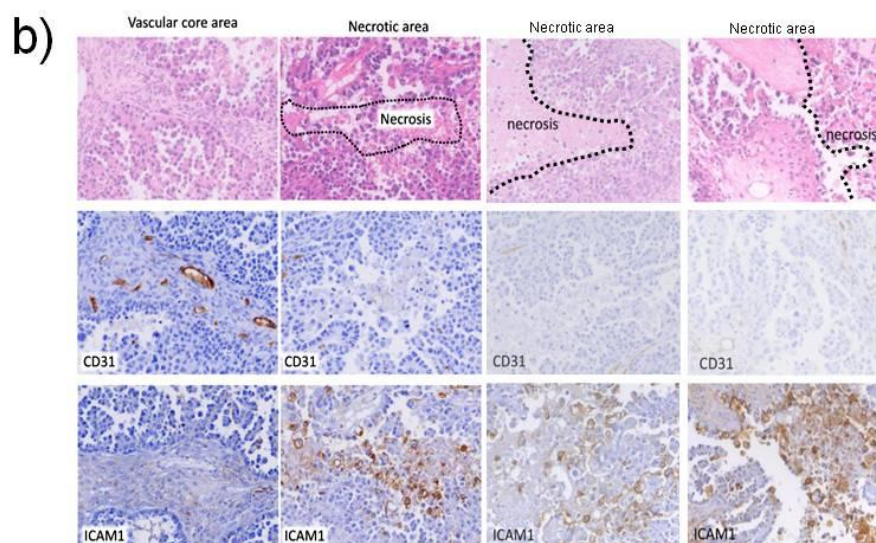 b)
Vascular core area
Necrotic area
Necrotic area
Necrotic area
Necrosis
necrosis
necrosis
CD31
CD31
CD31
CD31
ICAM1
ICAM1
ICAM1
ICAM1